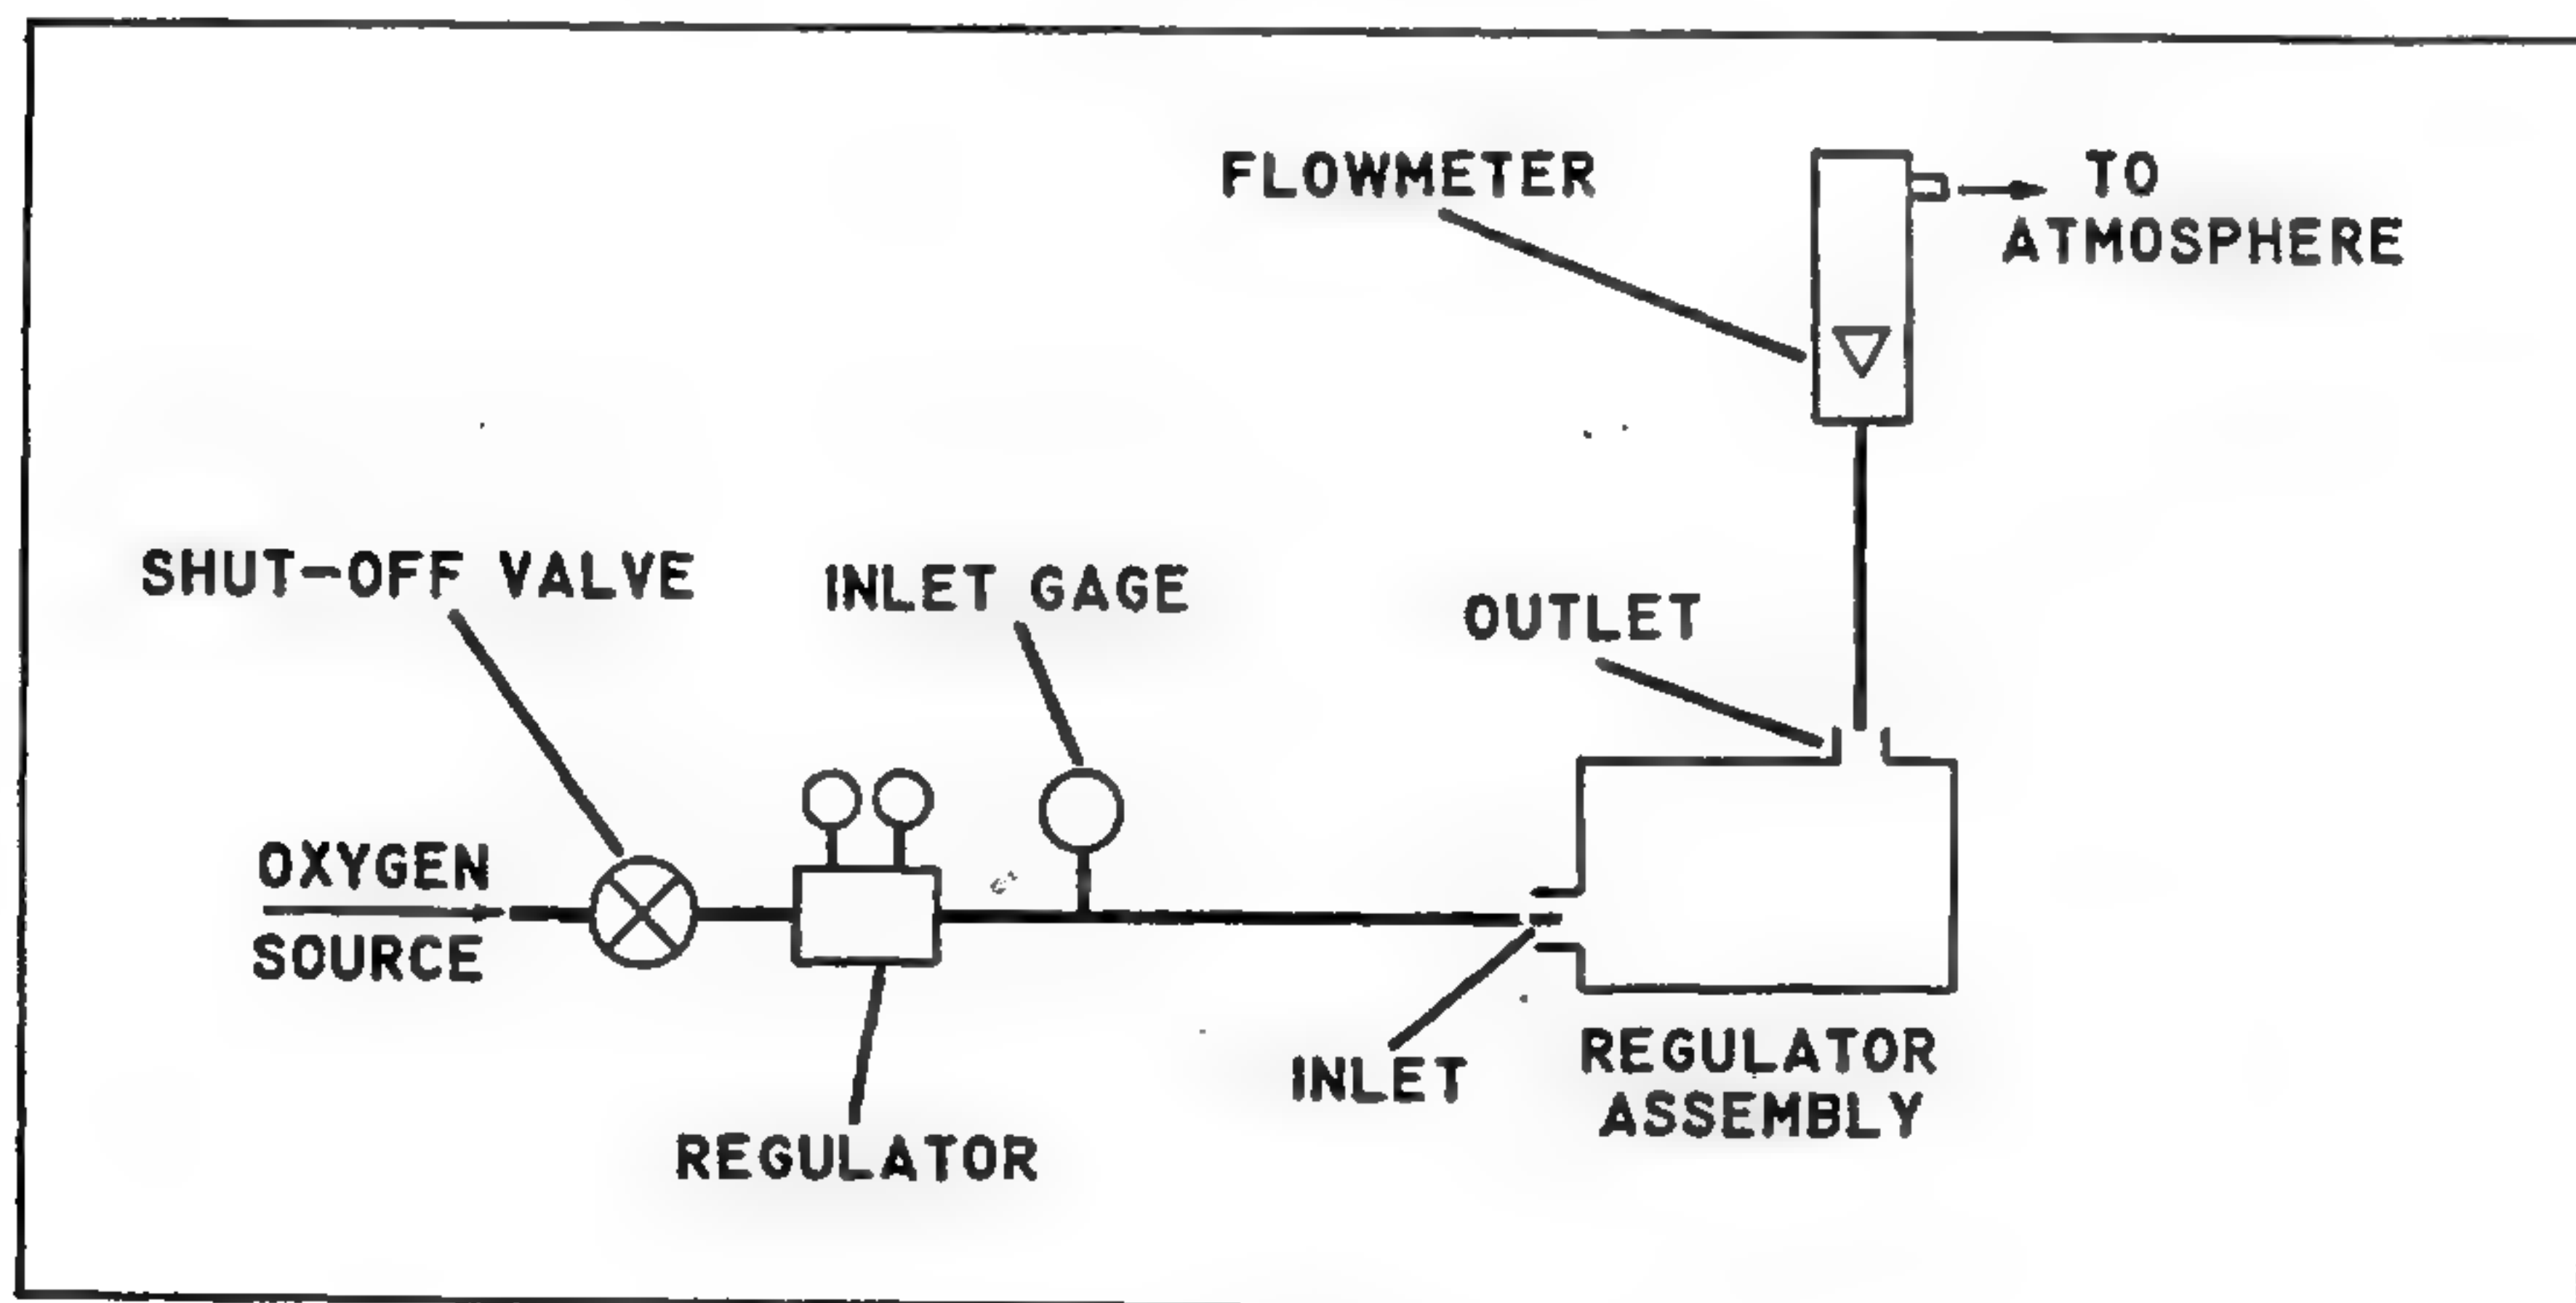 FLOWMETER
TO
ATMOSPHERE
SHUT-OFF VALVE
INLET GAGE
OUTLET
OXYGEN
SOURCE
INLET
REGULATOR
ASSEMBLY
REGULATOR